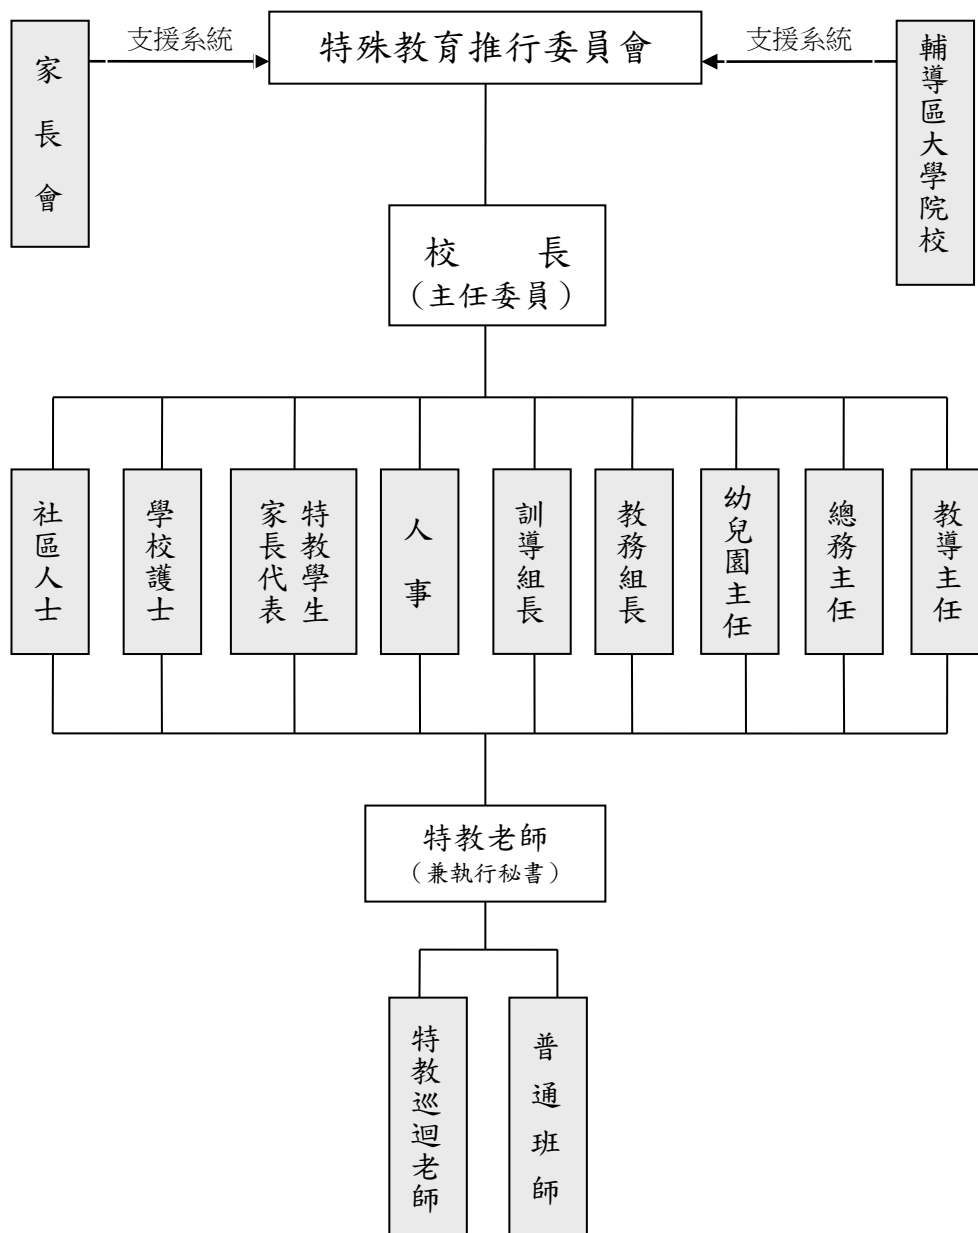 支援系統
特殊教育推行委員會
支援系統
家長會
輔導區大學院校
校 長
(主任委員)
社區人士
學校護士
特教學生
家長代表
人事
訓導組長
教務組長
幼兒園主任
總務主任
教導主任
特教老師
(兼執行秘書)
特教巡迴老師
普通班師